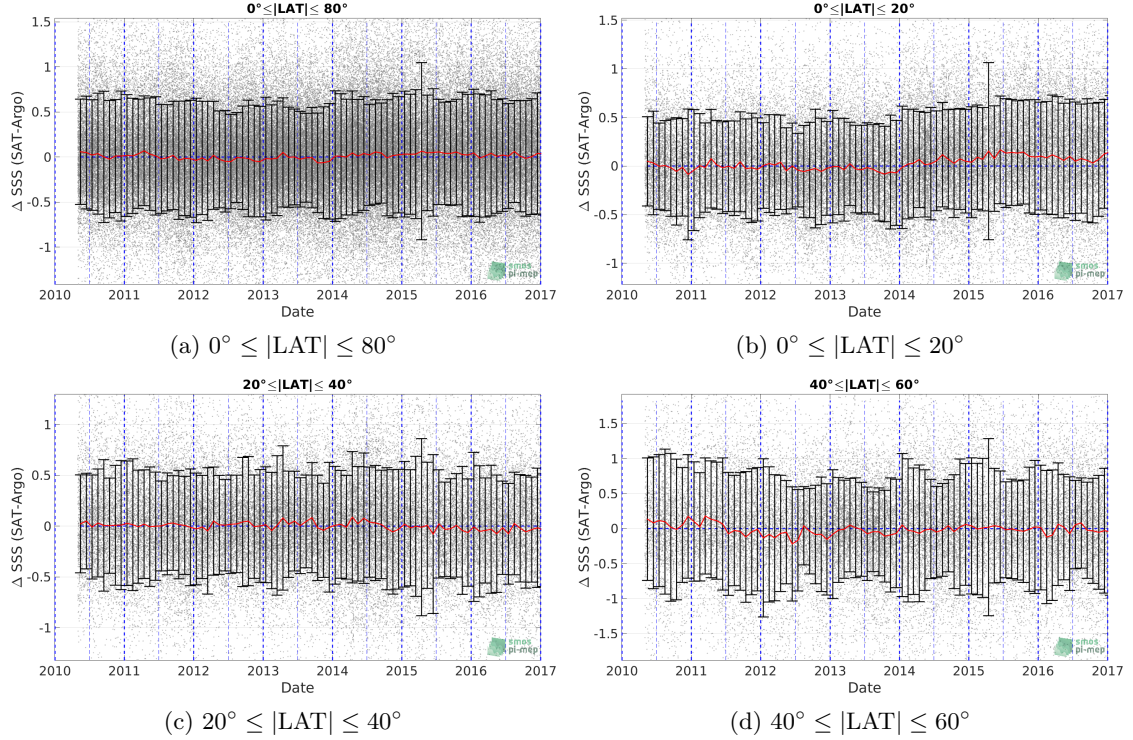 0°≤|LAT|≤ 80°
Δ SSS (SAT-Argo)
1.5
1
0.5
0
-0.5
-1
2010 2011 2012 2013 2014 2015 2016 2017
Date
smos
pi-mep
(a) 0° ≤ |LAT| ≤ 80°
0°≤|LAT|≤ 20°
Δ SSS (SAT-Argo)
1.5
1
0.5
0
-0.5
-1
2010 2011 2012 2013 2014 2015 2016 2017
Date
smos
pi-mep
(b) 0° ≤ |LAT| ≤ 20°
20°≤|LAT|≤ 40°
Δ SSS (SAT-Argo)
1
0.5
0
-0.5
-1
2010 2011 2012 2013 2014 2015 2016 2017
Date
smos
pi-mep
(c) 20° ≤ |LAT| ≤ 40°
40°≤|LAT|≤ 60°
Δ SSS (SAT-Argo)
1.5
1
0.5
0
-0.5
-1
-1.5
2010 2011 2012 2013 2014 2015 2016 2017
Date
smos
pi-mep
(d) 40° ≤ |LAT| ≤ 60°